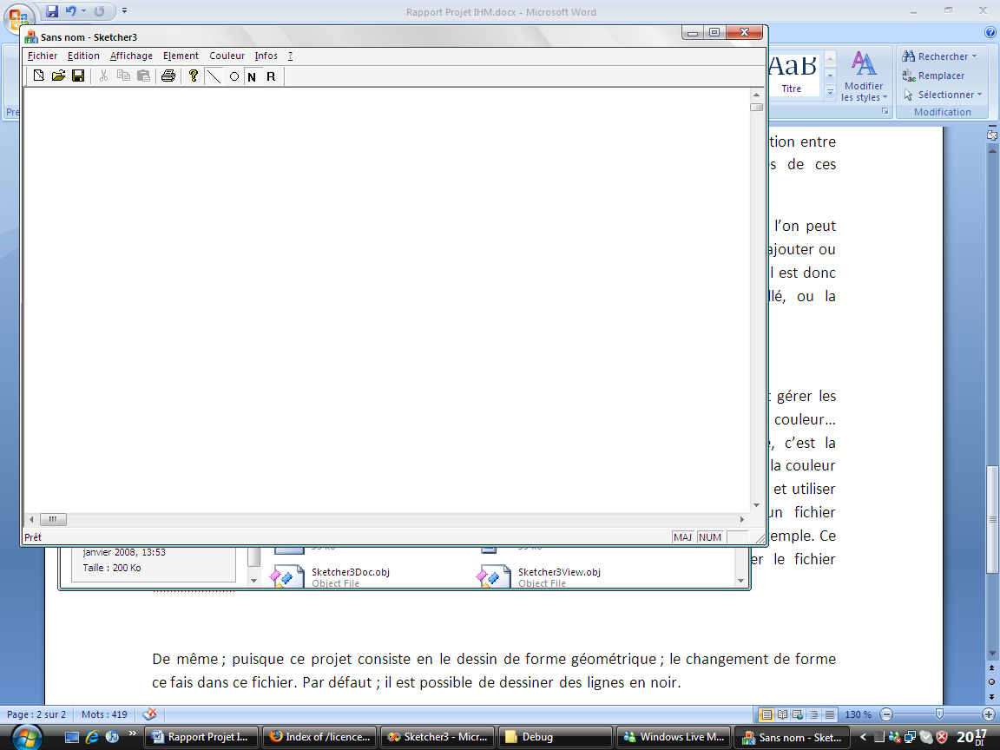 Rapport Projet IHM.docx - Microsoft Word
Sans nom - Sketcher3
Fichier Edition Affichage Element Couleur Infos ?
N R
AaB
Titre
Modifier
les styles
Rechercher
Remplacer
Sélectionner
Modification
Pre
tion entre
s de ces
l'on peut
ajouter ou
l est donc
llé, ou la
t gérer les
couleur...
e, c'est la
la couleur
et utiliser
un fichier
temple. Ce
er le fichier
Prêt
MAJ NUM
janvier 2008, 13:53
Taille : 200 Ko
Sketcher3Doc.obj
Object File
Sketcher3View.obj
Object File
De même ; puisque ce projet consiste en le dessin de forme géométrique ; le changement de forme
ce fais dans ce fichier. Par défaut ; il est possible de dessiner des lignes en noir.
Page : 2 sur 2
Mots : 419
130 %
Rapport Projet I...
Index of /licence...
Sketcher3 - Micr...
Debug
Windows Live M...
Sans nom - Sket...
20 17
DI